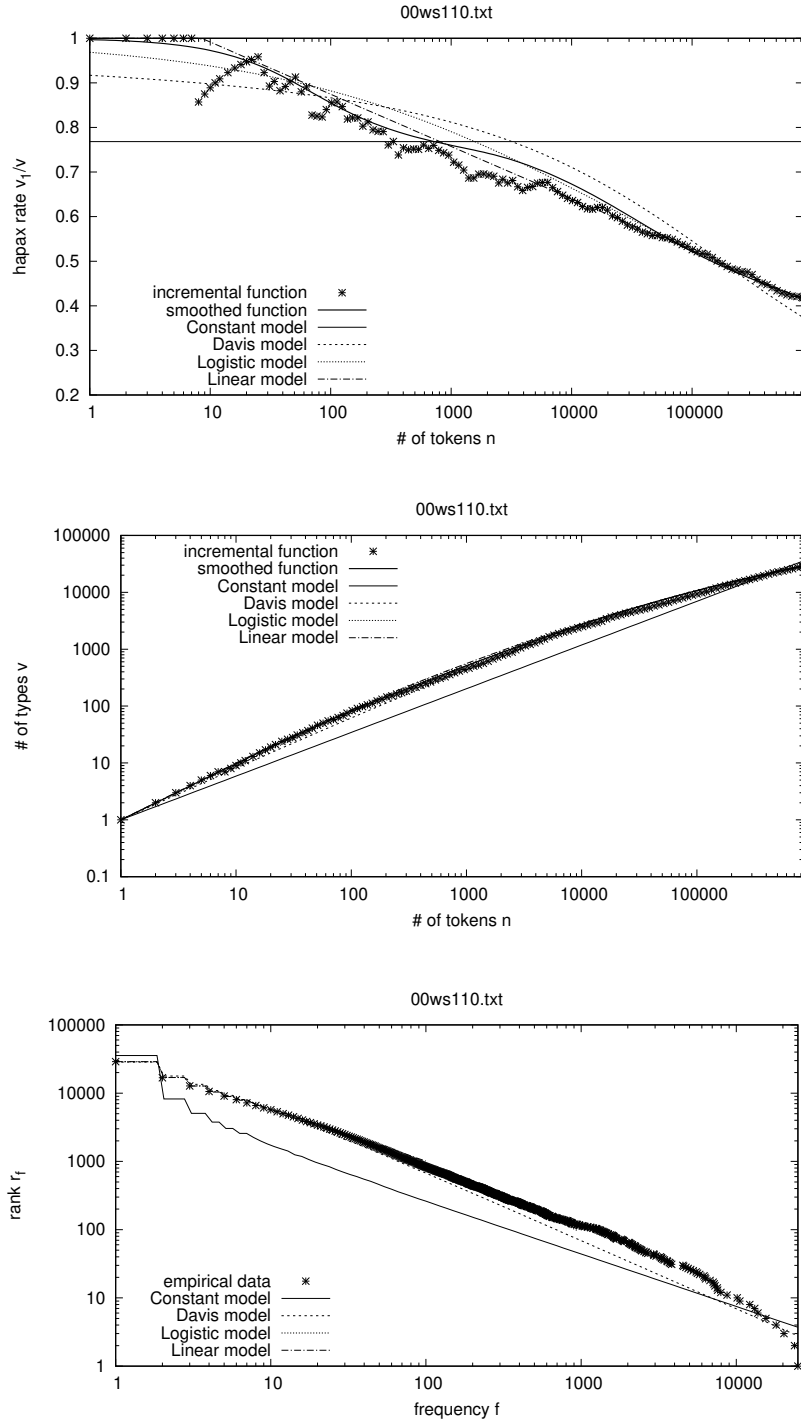 00ws110.txt
1
0.9
0.8
0.7
0.6
0.5
0.4
0.3
0.2
hapax rate v1/v
incremental function
smoothed function
Constant model
Davis model
Logistic model
Linear model
1 10 100 1000 10000 100000
# of tokens n
00ws110.txt
100000
10000
1000
100
10
1
0.1
# of types v
incremental function
smoothed function
Constant model
Davis model
Logistic model
Linear model
1 10 100 1000 10000 100000
# of tokens n
00ws110.txt
100000
10000
1000
100
10
1
rank rf
empirical data
Constant model
Davis model
Logistic model
Linear model
1 10 100 1000 10000
frequency f